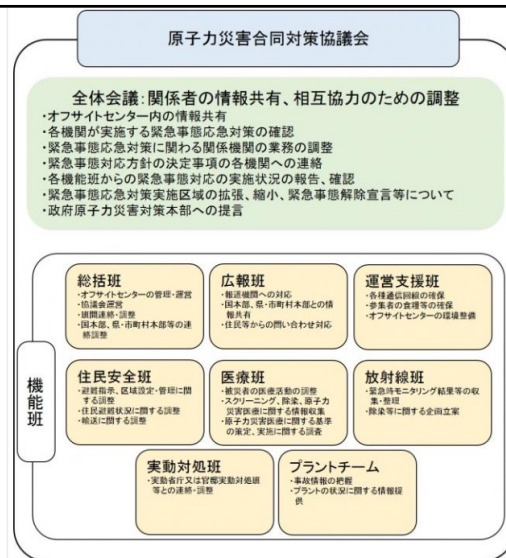 原子力災害合同対策協議会
全体会議：関係者の情報共有、相互協力のための調整
・オフサイトセンター内の情報共有
・各機関が実施する緊急事態応急対策の確認
・緊急事態応急対策に関わる関係機関の業務の調整
・緊急事態対応方針の決定事項の各機関への連絡
・各機能班からの緊急事態対応の実施状況の報告、確認
・緊急事態応急対策実施区域の拡張、縮小、緊急事態解除宣言等について
・政府原子力災害対策本部への提言
機能班
総括班
・オフサイトセンターの管理・運営
・協議会運営
・班間連絡・調整
・国本部、県・市町村本部等の連
絡調整
広報班
・報道機関への対応
・国本部、県・市町村本部との情
報共有
・住民等からの問い合わせ対応
運営支援班
・各種通信回線の確保
・参集者の食糧等の確保
・オフサイトセンターの環境整備
住民安全班
・避難指示、区域設定・管理に関
する調整
・住民避難状況に関する調整
・輸送に関する調整
医療班
・被災者の医療活動の調整
・スクリーニング、除染、原子力
災害医療に関する情報収集
・原子力災害医療に関する基準
の策定、実施に関する調査
放射線班
・緊急時モニタリング結果等の収
集・整理
・除染等に関する企画立案
実動対処班
・実動省庁又は官邸実動対処班
等との連絡・調整
プラントチーム
・事故情報の把握
・プラントの状況に関する情報提
供